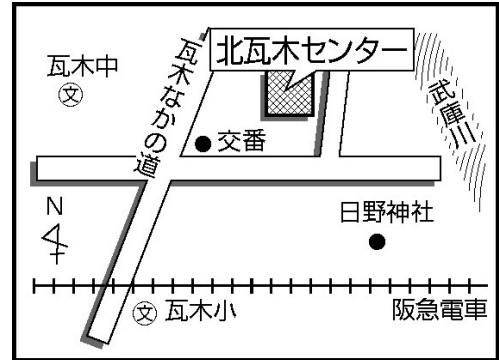 北瓦木センター
瓦木中
文
瓦木なかの道
武庫川
交番
N
日野神社
文 瓦木小
阪急電車